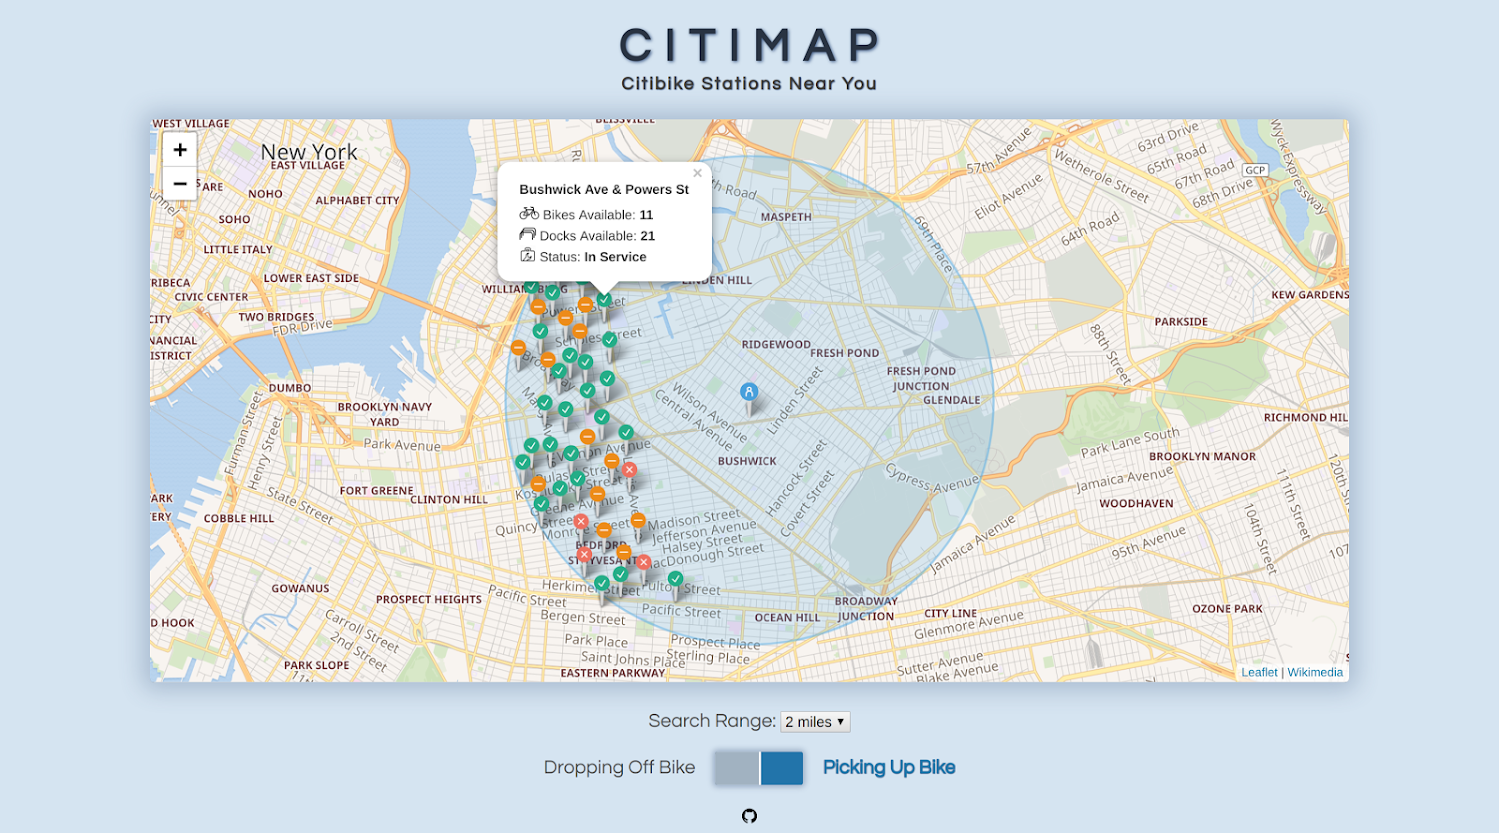 CITIMAP
Citibike Stations Near You
WEST VILLAGE
BLISSVILLE
+
−
New York
EAST VILLAGE
NOHO
ALPHABET CITY
SOHO
LITTLE ITALY
LOWER EAST SIDE
CIVIC CENTER
TWO BRIDGES
FDR Drive
×
Bushwick Ave & Powers St
Bikes Available: 11
Docks Available: 21
Status: In Service
57th Avenue
63rd Drive
65th Road
67th Road
68th Road
Wetherole Street
GCP
Wyckexpressway
Eliot Avenue
64th Road
69th Place
MASPETH
LINDEN HILL
KEW GARDENS
PARKSIDE
88th Street
RIDGEWOOD
FRESH POND
FRESH POND
JUNCTION
GLENDALE
DUMBO
BROOKLYN NAVY
YARD
Park Avenue
Furman Street
Henry Street
State Street
FORT GREENE
CLINTON HILL
COBBLE HILL
Wilson Avenue
Central Avenue
Linden Street
BUSHWICK
Hancock Street
Covert Street
Cypress Avenue
RICHMOND HIL
Park Lane South
BROOKLYN MANOR
Jamaica Avenue
WOODHAVEN
111th Street
120th Street
104th Street
95th Avenue
Jamaica Avenue
Quincy Street
Madison Street
Jefferson Avenue
Halsey Street
MacDonough Street
BEDFORD
STUYVESANT
GOWANUS
PROSPECT HEIGHTS
Herkimer Street
Fulton Street
Pacific Street
Pacific Street
Bergen Street
OCEAN HILL
BROADWAY
JUNCTION
CITY LINE
Glenmore Avenue
OZONE PARK
D HOOK
Carroll Street
2nd Street
PARK SLOPE
Park Place
Prospect Place
Saint Johns Place
Sterling Place
EASTERN PARKWAY
Sutter Avenue
Blake Avenue
Leaflet | Wikimedia
Search Range: 2 miles
Dropping Off Bike
Picking Up Bike